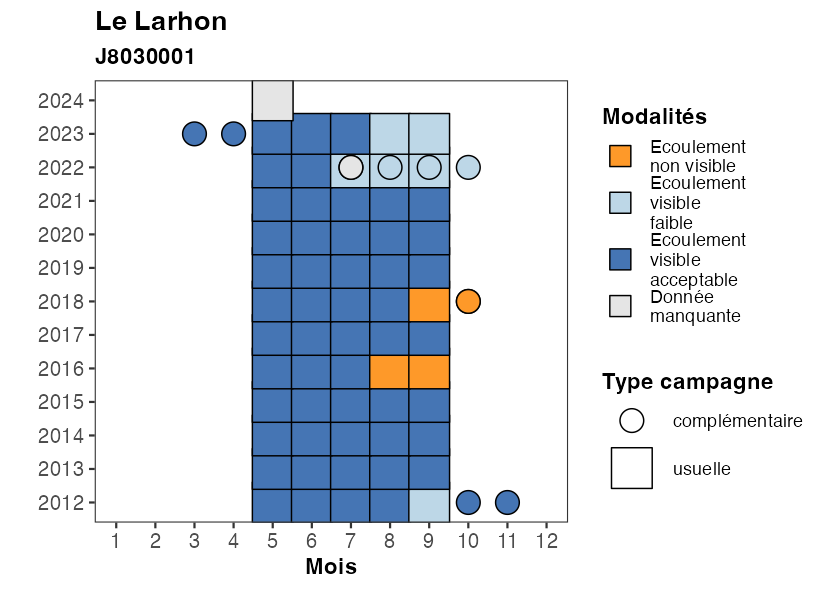 Le Larhon
J8030001
2024
2023
2022
2021
2020
2019
2018
2017
2016
2015
2014
2013
2012
1 2 3 4 5 6 7 8 9 10 11 12
Mois
Modalités
Ecoulement
non visible
Ecoulement
visible
faible
Ecoulement
visible
acceptable
Donnée
manquante
Type campagne
complémentaire
usuelle